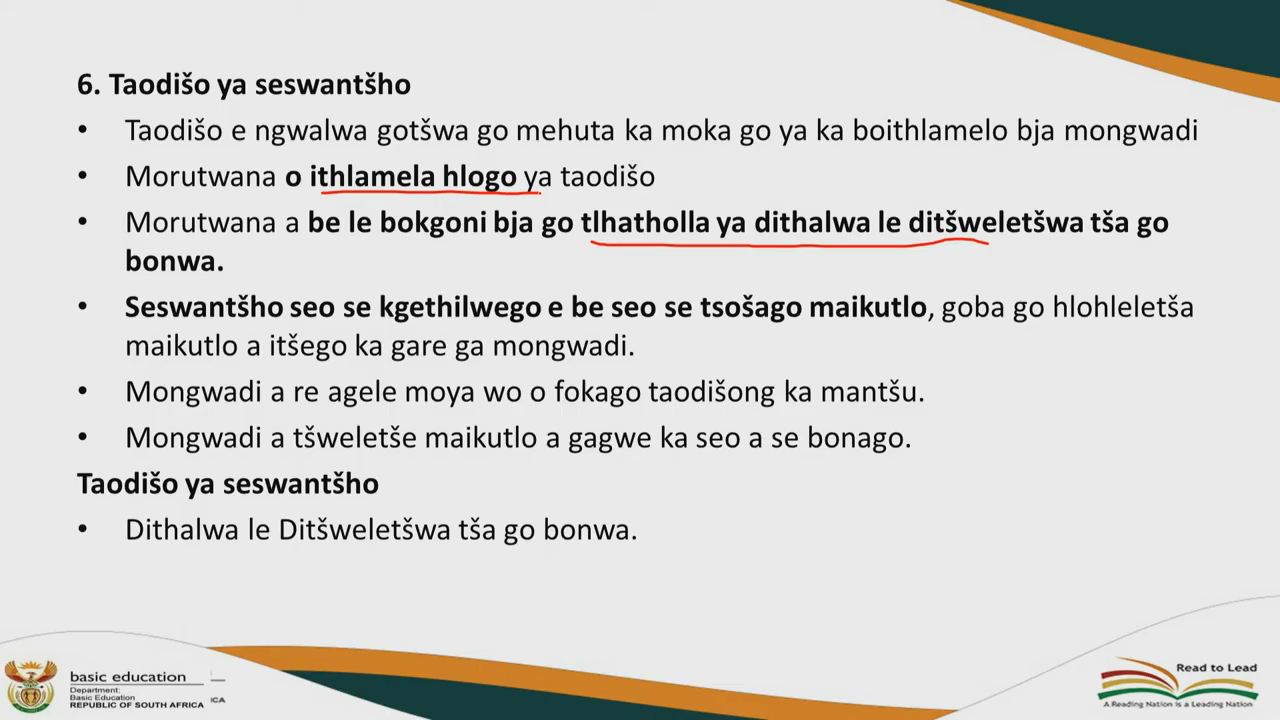 6. Taodišo ya seswantšho
• Taodišo e ngwalwa gotšwa go mehuta ka moka go ya ka boithlamelo bja mongwadi
• Morutwana o ithlamela hlogo ya taodišo
• Morutwana a be le bokgoni bja go tlhatholla ya dithalwa le ditšweletšwa tša go
bonwa.
• Seswantšho seo se kgethilwego e be seo se tsošago maikutlo, goba go hlohleletša
maikutlo a itšego ka gare ga mongwadi.
• Mongwadi a re agele moya wo o fokago taodišong ka mantšu.
• Mongwadi a tšweletše maikutlo a gagwe ka seo a se bonago.
Taodišo ya seswantšho
• Dithalwa le Ditšweletšwa tša go bonwa.
basic education
Department:
Basic Education
REPUBLIC OF SOUTH AFRICA
ICA
Read to Lead
A Reading Nation is a Leading Nation